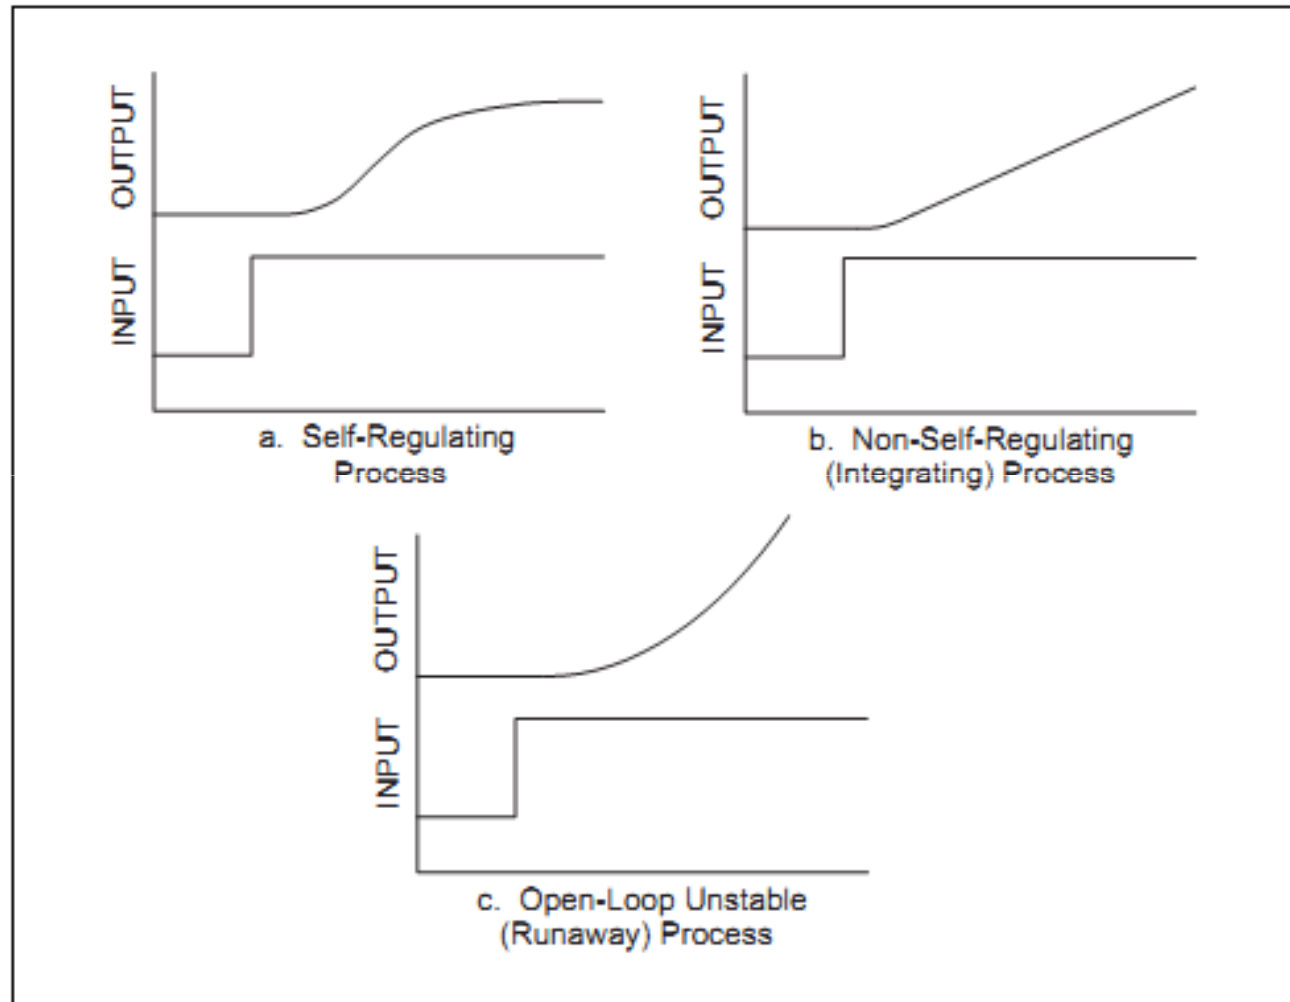 OUTPUT
INPUT
a. Self-Regulating
Process
OUTPUT
INPUT
b. Non-Self-Regulating
(Integrating) Process
OUTPUT
INPUT
c. Open-Loop Unstable
(Runaway) Process